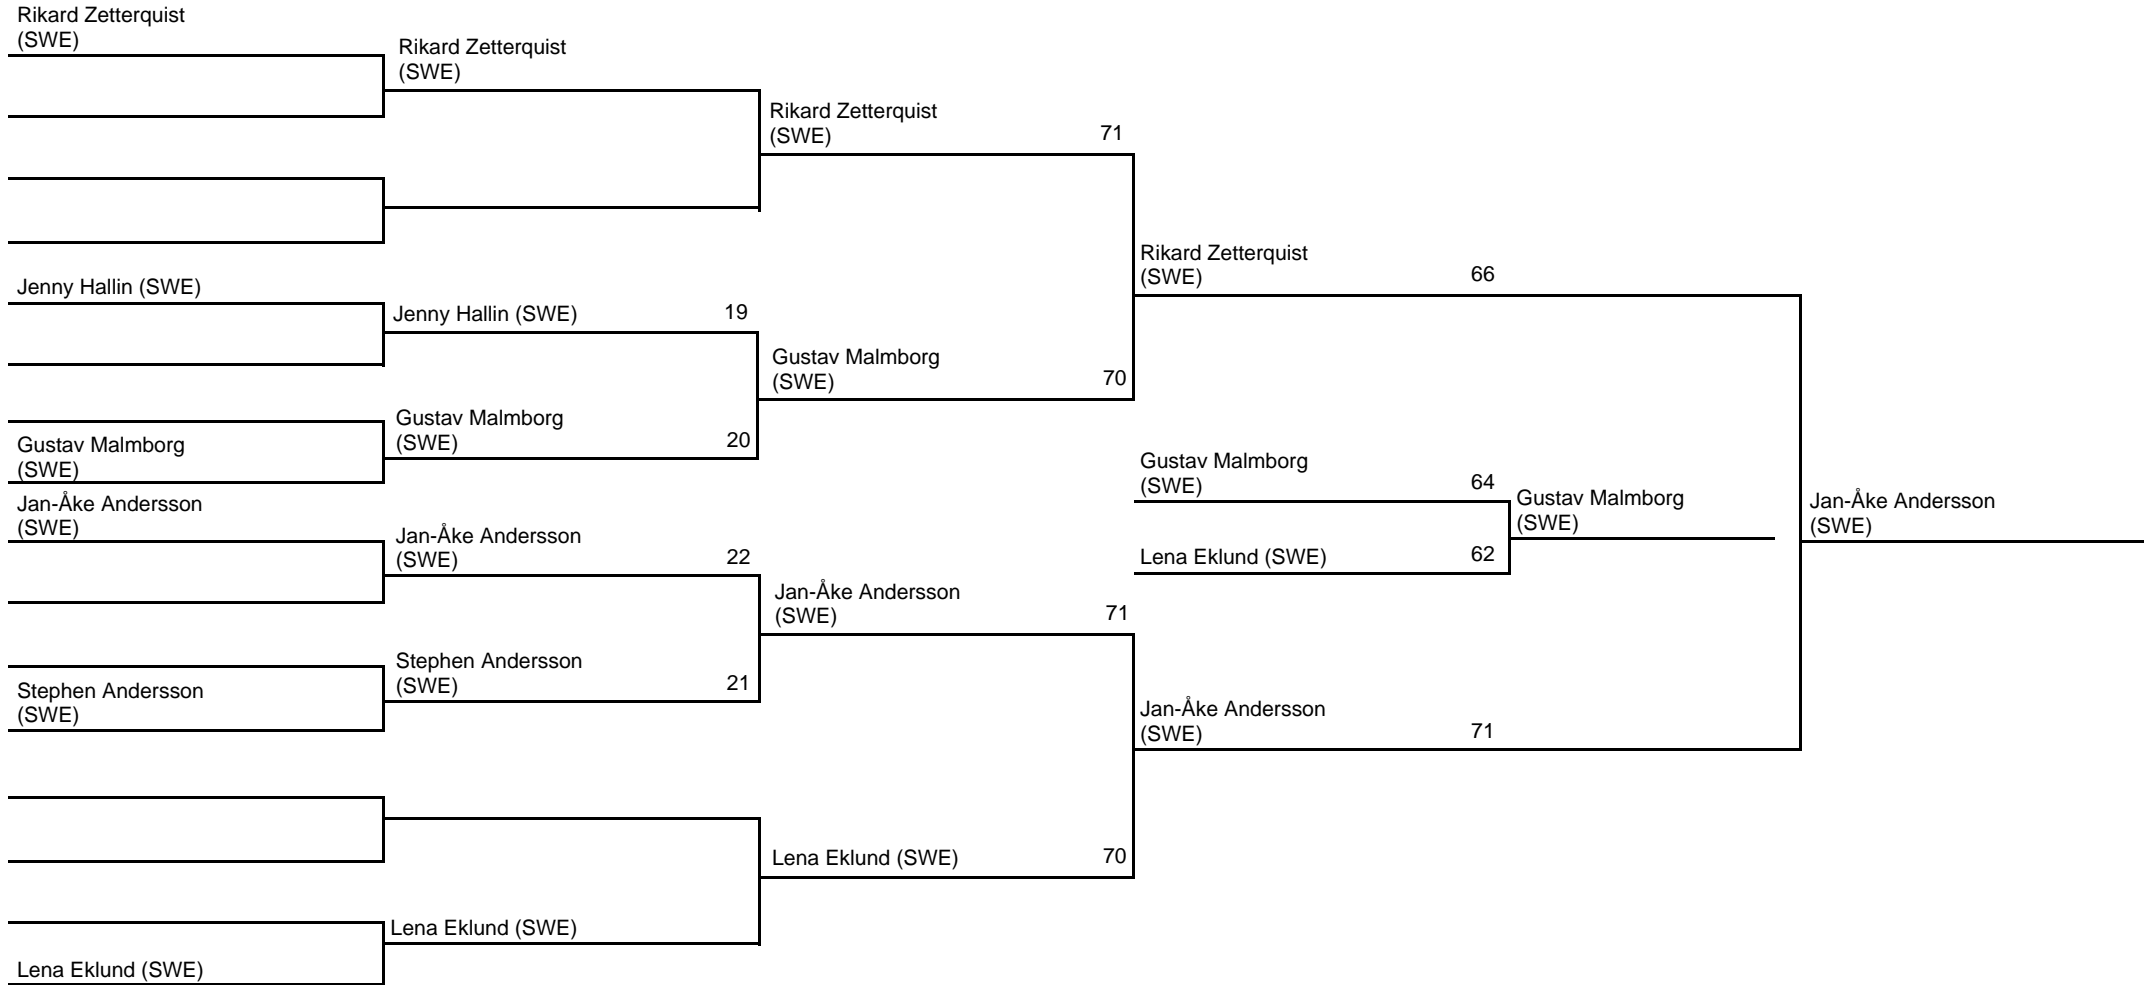 Rikard Zetterquist
(SWE)
Jenny Hallin (SWE)
Gustav Malmborg
(SWE)
Jan-Åke Andersson
(SWE)
Stephen Andersson
(SWE)
Lena Eklund (SWE)
Rikard Zetterquist
(SWE)
Jenny Hallin (SWE) 19
Gustav Malmborg
(SWE) 20
Jan-Åke Andersson
(SWE) 22
Stephen Andersson
(SWE) 21
Lena Eklund (SWE)
Rikard Zetterquist
(SWE) 71
Gustav Malmborg
(SWE) 70
Jan-Åke Andersson
(SWE) 71
Lena Eklund (SWE) 70
Rikard Zetterquist
(SWE) 66
Gustav Malmborg
(SWE) 64
Lena Eklund (SWE) 62
Jan-Åke Andersson
(SWE) 71
Gustav Malmborg
(SWE)
Jan-Åke Andersson
(SWE)